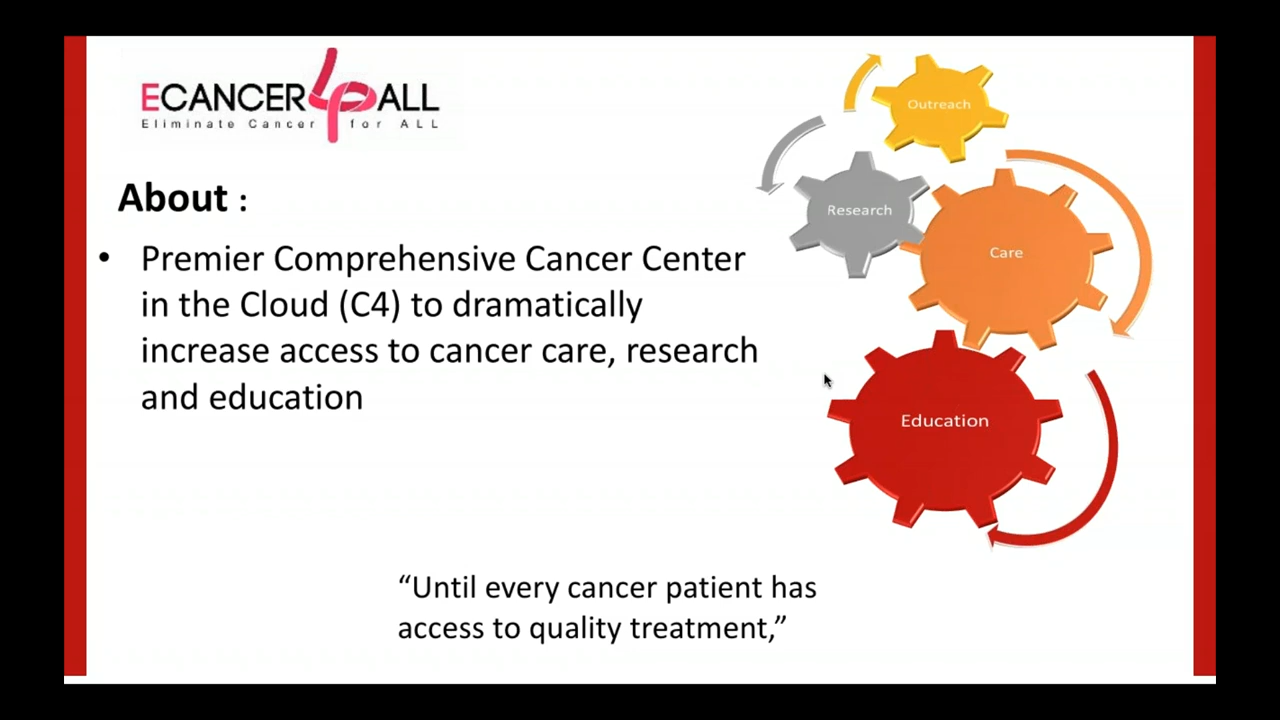 ECANCER4ALL
Eliminate Cancer for ALL
About :
• Premier Comprehensive Cancer Center
in the Cloud (C4) to dramatically
increase access to cancer care, research
and education
Outreach
Research
Care
Education
“Until every cancer patient has
access to quality treatment,”